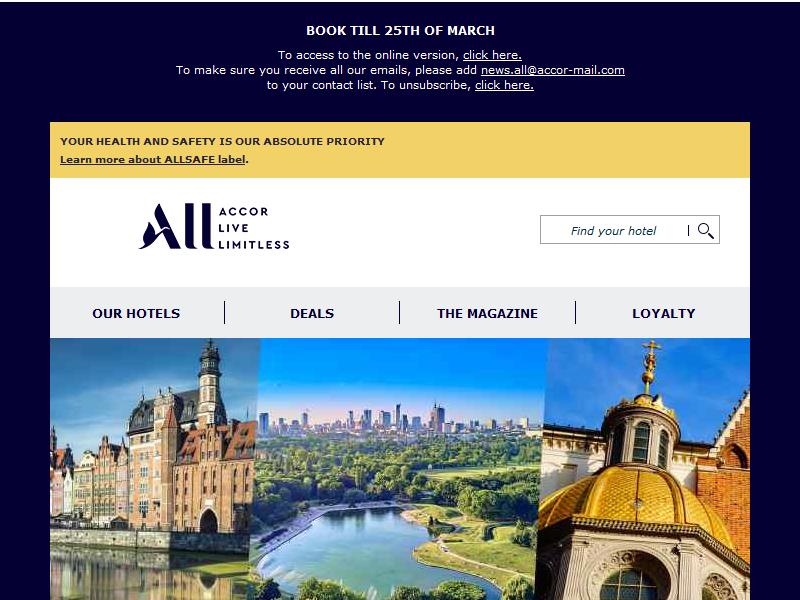 BOOK TILL 25TH OF MARCH
To access to the online version, click here.
To make sure you receive all our emails, please add news.all@accor-mail.com
to your contact list. To unsubscribe, click here.
YOUR HEALTH AND SAFETY IS OUR ABSOLUTE PRIORITY
Learn more about ALLSAFE label.
All ACCOR
LIVE
LIMITLESS
Find your hotel
OUR HOTELS
DEALS
THE MAGAZINE
LOYALTY